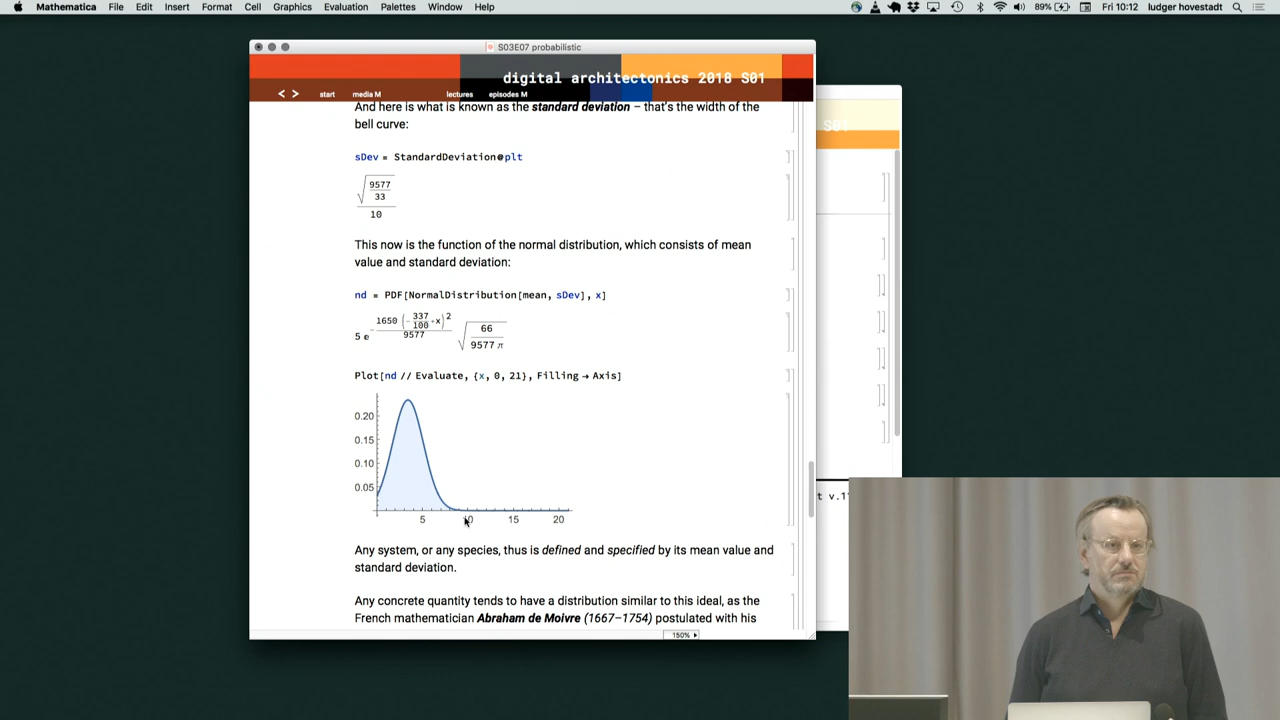 Mathematica File Edit Insert Format Cell Graphics Evaluation Palettes Window Help 89% Fri 10:12 ludger hovestadt
S03E07 probabilistic
digital architectonics 2018 S01
< > start media M lectures episodes M
And here is what is known as the standard deviation – that's the width of the
bell curve:
S01
sDev = StandardDeviation@plt
√(9577/33)
10
This now is the function of the normal distribution, which consists of mean
value and standard deviation:
nd = PDF[NormalDistribution[mean, sDev], x]
5 e^(-(1650 (-337/100 + x)^2)/9577) √(66/(9577 π))
Plot[nd // Evaluate, {x, 0, 21}, Filling → Axis]
0.20
0.15
0.10
0.05
5 10 15 20
t v.1
Any system, or any species, thus is defined and specified by its mean value and
standard deviation.
Any concrete quantity tends to have a distribution similar to this ideal, as the
French mathematician Abraham de Moivre (1667–1754) postulated with his
150%